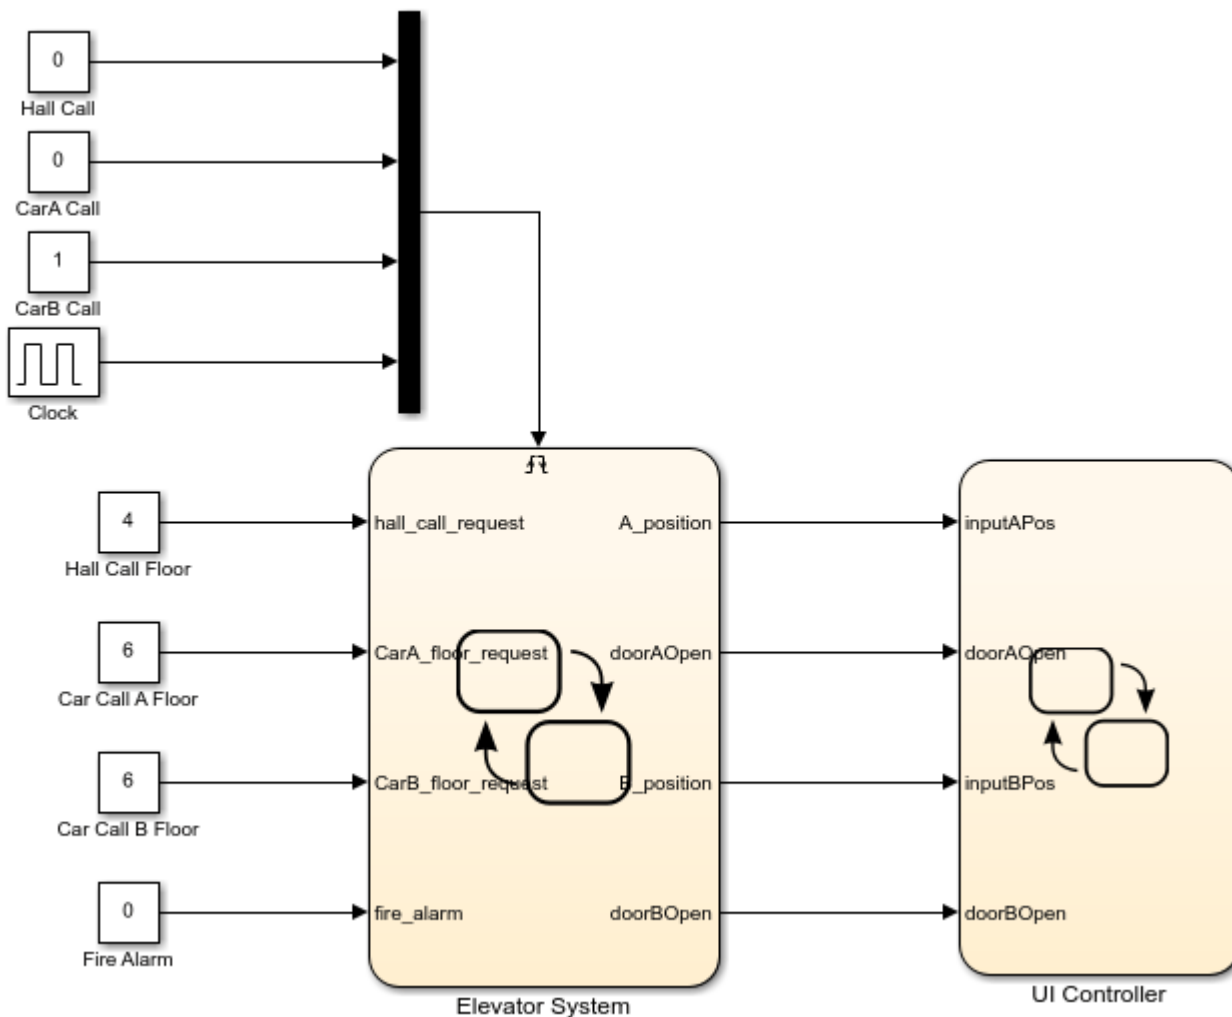 0
Hall Call
0
CarA Call
1
CarB Call
Clock
4
Hall Call Floor
6
Car Call A Floor
6
Car Call B Floor
0
Fire Alarm
hall_call_request
CarA_floor_request
CarB_floor_request
fire_alarm
A_position
doorAOpen
B_position
doorBOpen
Elevator System
inputAPos
doorAOpen
inputBPos
doorBOpen
UI Controller